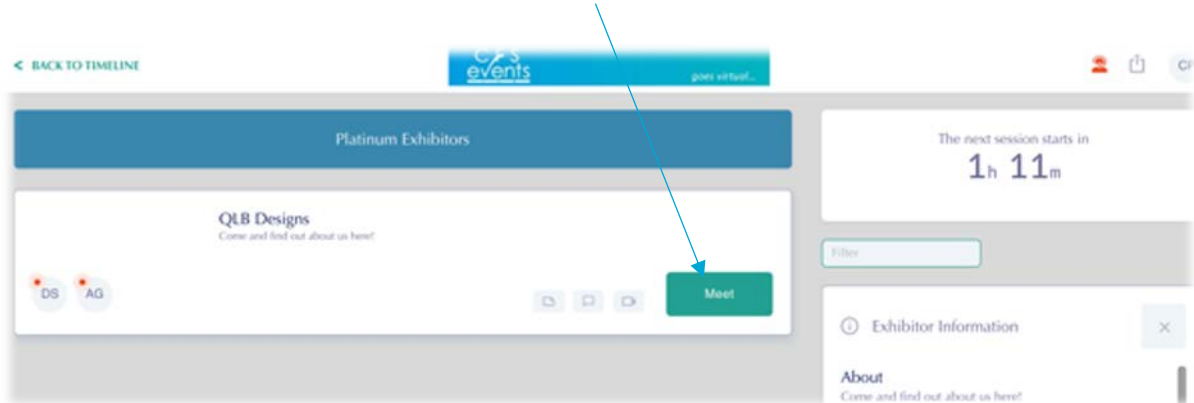 < BACK TO TIMELINE
CFS
events
goes virtual...
CF
Platinum Exhibitors
The next session starts in
1h 11m
QLB Designs
Come and find out about us here!
Filter
DS
AG
Meet
Exhibitor Information
About
Come and find out about us here!